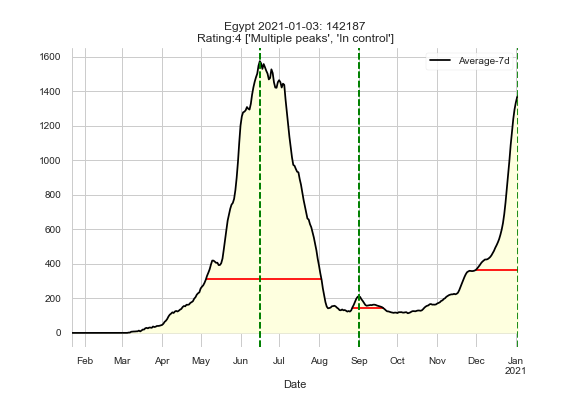 Egypt 2021-01-03: 142187
Rating:4 ['Multiple peaks', 'In control']
Average-7d
1600
1400
1200
1000
800
600
400
200
0
Feb Mar Apr May Jun Jul Aug Sep Oct Nov Dec Jan
2021
Date